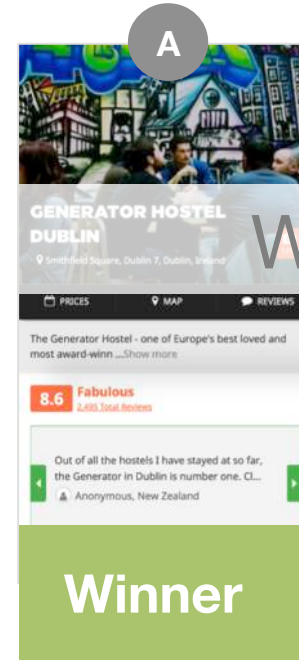 A
GENERATOR HOSTEL
DUBLIN
Smithfield Square, Dublin 7, Dublin, Ireland
W
PRICES MAP REVIEWS
The Generator Hostel - one of Europe's best loved and
most award-winn ...Show more
8.6 Fabulous
2,495 Total Reviews
Out of all the hostels I have stayed at so far,
the Generator in Dublin is number one. Cl...
Anonymous, New Zealand
Winner